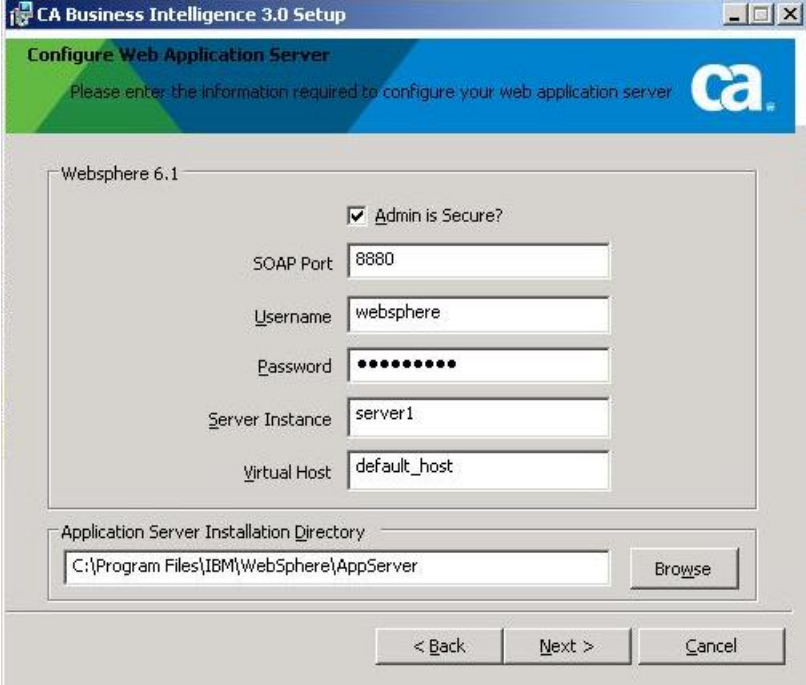 CA Business Intelligence 3.0 Setup
Configure Web Application Server
Please enter the information required to configure your web application server
ca.
Websphere 6.1
Admin is Secure?
SOAP Port 8880
Username websphere
Password •••••••••
Server Instance server1
Virtual Host default_host
Application Server Installation Directory
C:\Program Files\IBM\WebSphere\AppServer Browse
< Back Next > Cancel